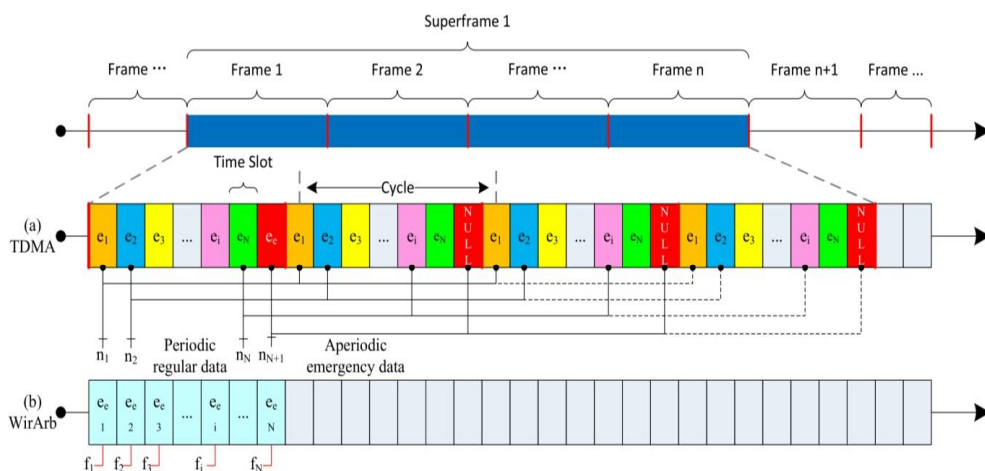 Superframe 1
Frame ⋯ Frame 1 Frame 2 Frame ⋯ Frame n Frame n+1 Frame ...
Time Slot
Cycle
(a)
TDMA
e1 e2 e3 ... ei eN ee e1 e2 e3 ... ei eN NULL e1 e2 e3 ... ei eN NULL e1 e2 e3 ... ei eN NULL
n1 n2 nN nN+1
Periodic
regular data
Aperiodic
emergency data
(b)
WirArb
ee ee ee ... ee ... ee
1 2 3 i N
f1 f2 f3 fi fN